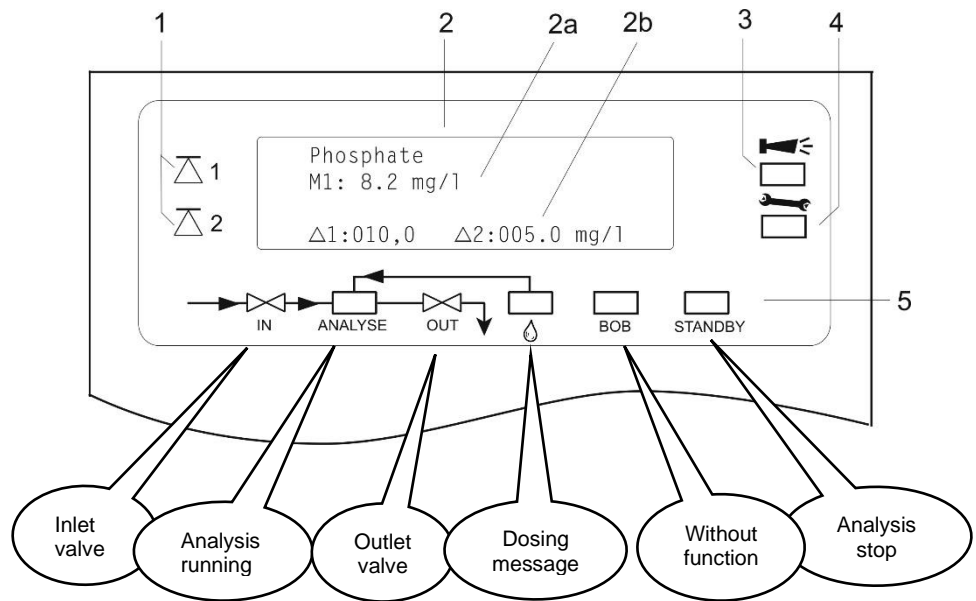 1 2 2a 2b 3 4
Phosphate
M1: 8.2 mg/l
1
2
△1:010,0 △2:005.0 mg/l
5
IN ANALYSE OUT BOB STANDBY
Inlet
valve
Analysis
running
Outlet
valve
Dosing
message
Without
function
Analysis
stop